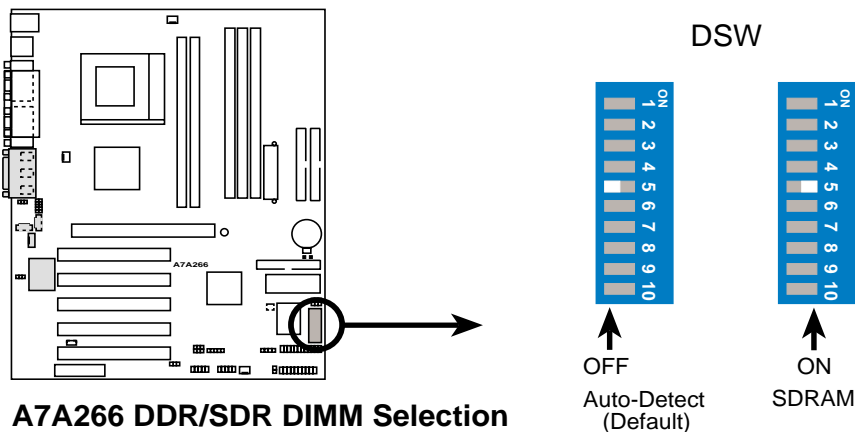 DSW
A7A266
ON
1
2
3
4
5
6
7
8
9
10
ON
1
2
3
4
5
6
7
8
9
10
OFF
Auto-Detect
(Default)
ON
SDRAM
A7A266 DDR/SDR DIMM Selection